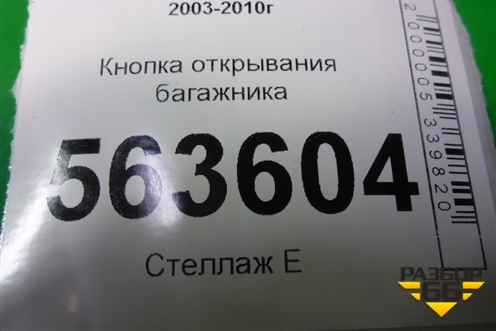 2003-2010г
Кнопка открывания
багажника
563604
Стеллаж Е
2000005339820
РАЗБОР
66